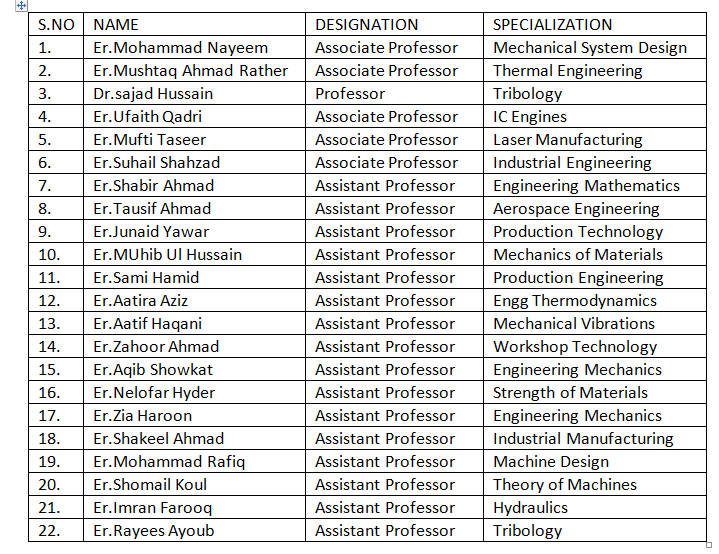 S.NO NAME DESIGNATION SPECIALIZATION
1. Er.Mohammad Nayeem Associate Professor Mechanical System Design
2. Er.Mushtaq Ahmad Rather Associate Professor Thermal Engineering
3. Dr.sajad Hussain Professor Tribology
4. Er.Ufaith Qadri Associate Professor IC Engines
5. Er.Mufti Taseer Associate Professor Laser Manufacturing
6. Er.Suhail Shahzad Associate Professor Industrial Engineering
7. Er.Shabir Ahmad Assistant Professor Engineering Mathematics
8. Er.Tausif Ahmad Assistant Professor Aerospace Engineering
9. Er.Junaid Yawar Assistant Professor Production Technology
10. Er.MUhib Ul Hussain Assistant Professor Mechanics of Materials
11. Er.Sami Hamid Assistant Professor Production Engineering
12. Er.Aatira Aziz Assistant Professor Engg Thermodynamics
13. Er.Aatif Haqani Assistant Professor Mechanical Vibrations
14. Er.Zahoor Ahmad Assistant Professor Workshop Technology
15. Er.Aqib Showkat Assistant Professor Engineering Mechanics
16. Er.Nelofar Hyder Assistant Professor Strength of Materials
17. Er.Zia Haroon Assistant Professor Engineering Mechanics
18. Er.Shakeel Ahmad Assistant Professor Industrial Manufacturing
19. Er.Mohammad Rafiq Assistant Professor Machine Design
20. Er.Shomail Koul Assistant Professor Theory of Machines
21. Er.Imran Farooq Assistant Professor Hydraulics
22. Er.Rayees Ayoub Assistant Professor Tribology